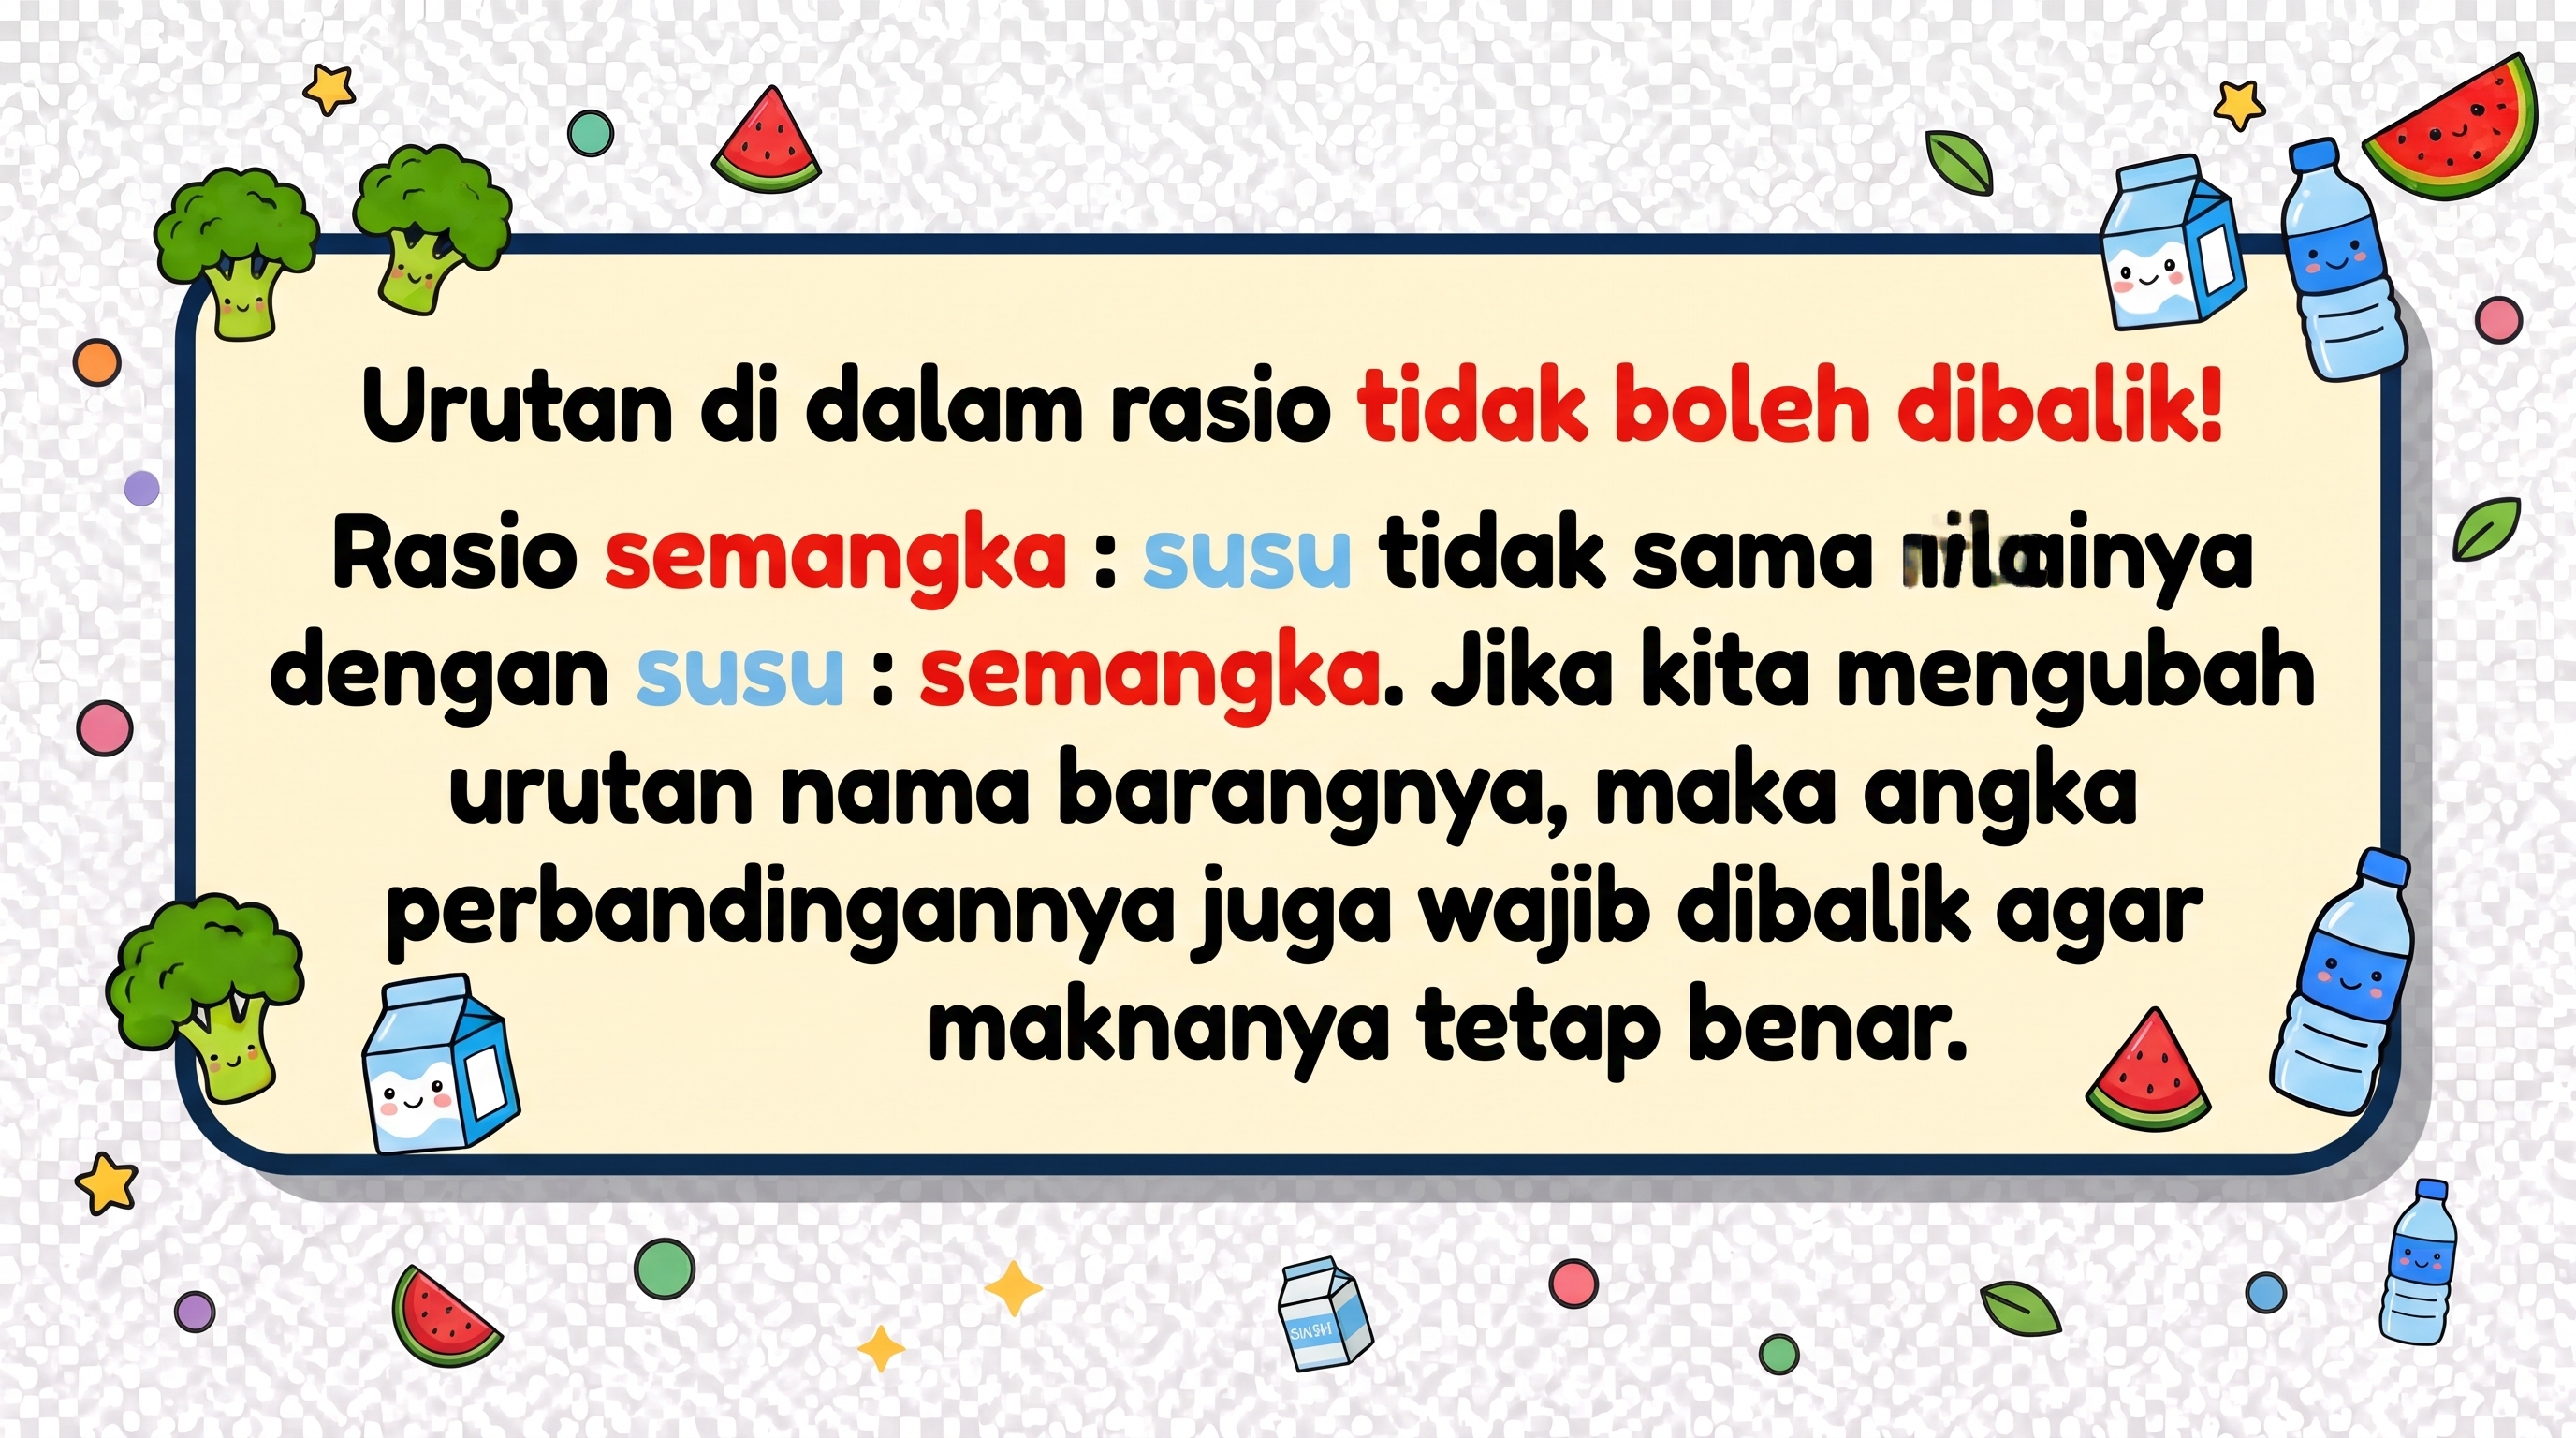 Urutan di dalam rasio tidak boleh dibalik!
Rasio semangka : susu tidak sama nilainya
dengan susu : semangka. Jika kita mengubah
urutan nama barangnya, maka angka
perbandingannya juga wajib dibalik agar
maknanya tetap benar.